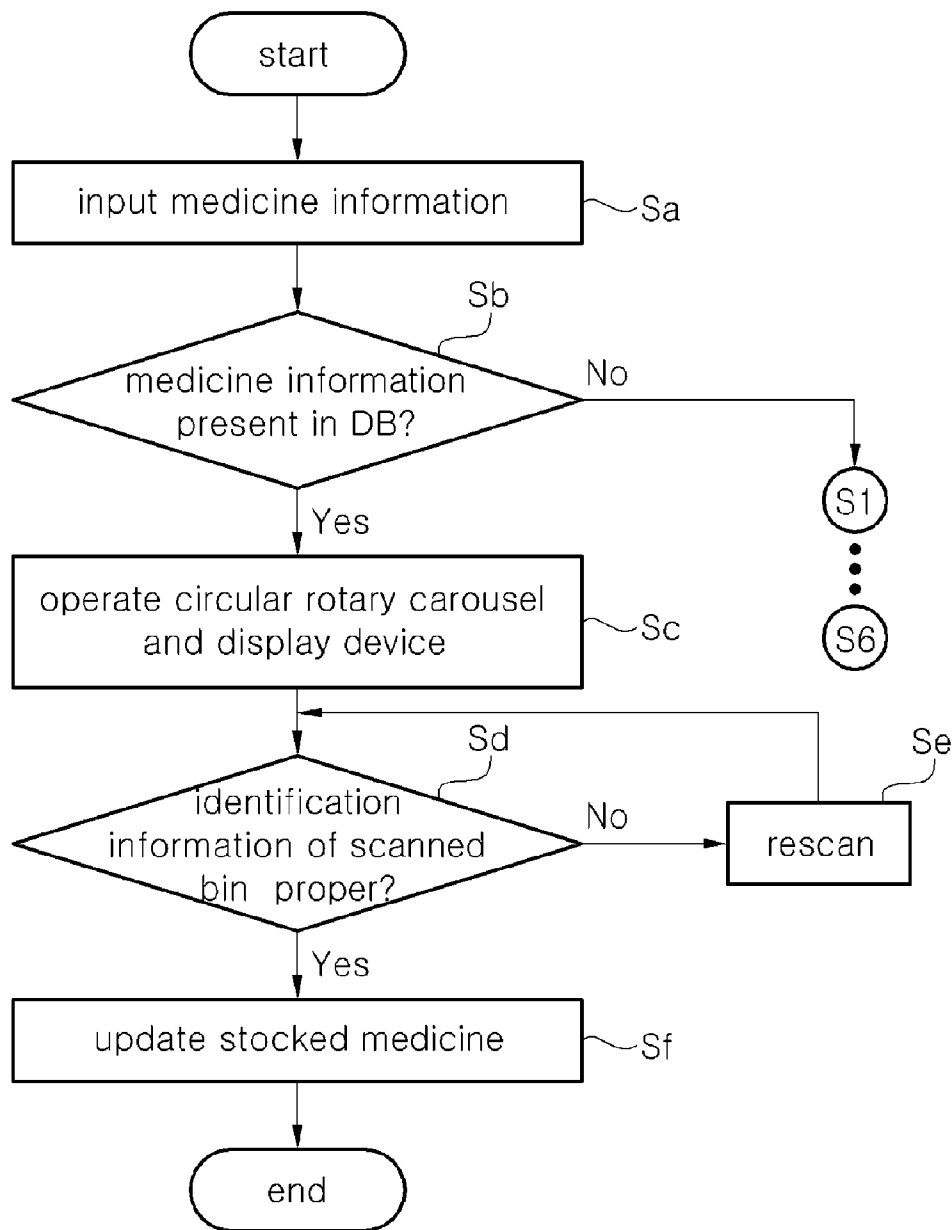 start
input medicine information
Sa
Sb
medicine information
present in DB?
No
S1
Yes
operate circular rotary carousel
and display device
Sc
S6
Sd
Se
identification
information of scanned
bin proper?
No
rescan
Yes
update stocked medicine
Sf
end